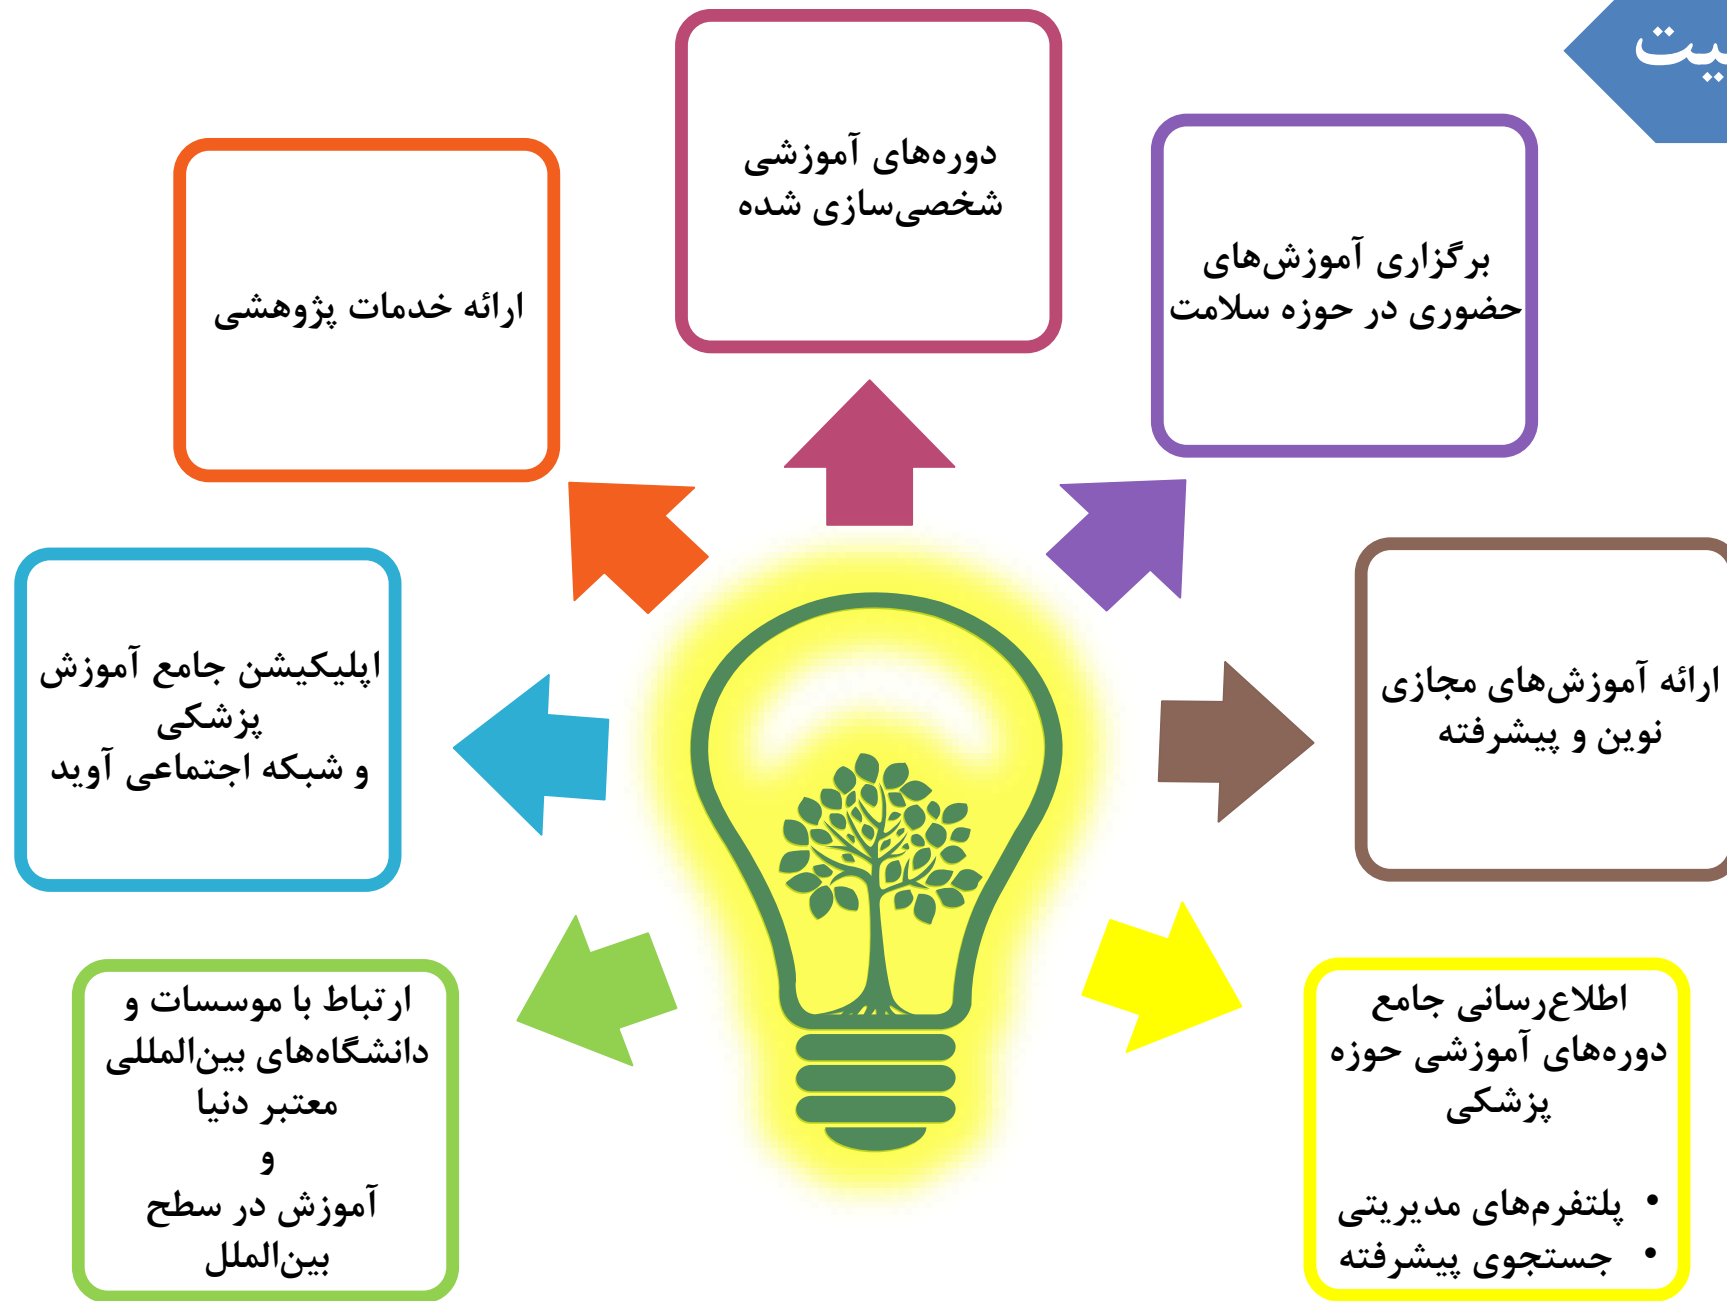 دوره‌های آموزشی
شخصی‌سازی شده
برگزاری آموزش‌های
حضوری در حوزه سلامت
ارائه خدمات پژوهشی
ارائه آموزش‌های مجازی
نوین و پیشرفته
اپلیکیشن جامع آموزش
پزشکی
و شبکه اجتماعی آوید
اطلاع‌رسانی جامع
دوره‌های آموزشی حوزه
پزشکی
• پلتفرم‌های مدیریتی
• جستجوی پیشرفته
ارتباط با موسسات و
دانشگاه‌های بین‌المللی
معتبر دنیا
و
آموزش در سطح
بین‌الملل